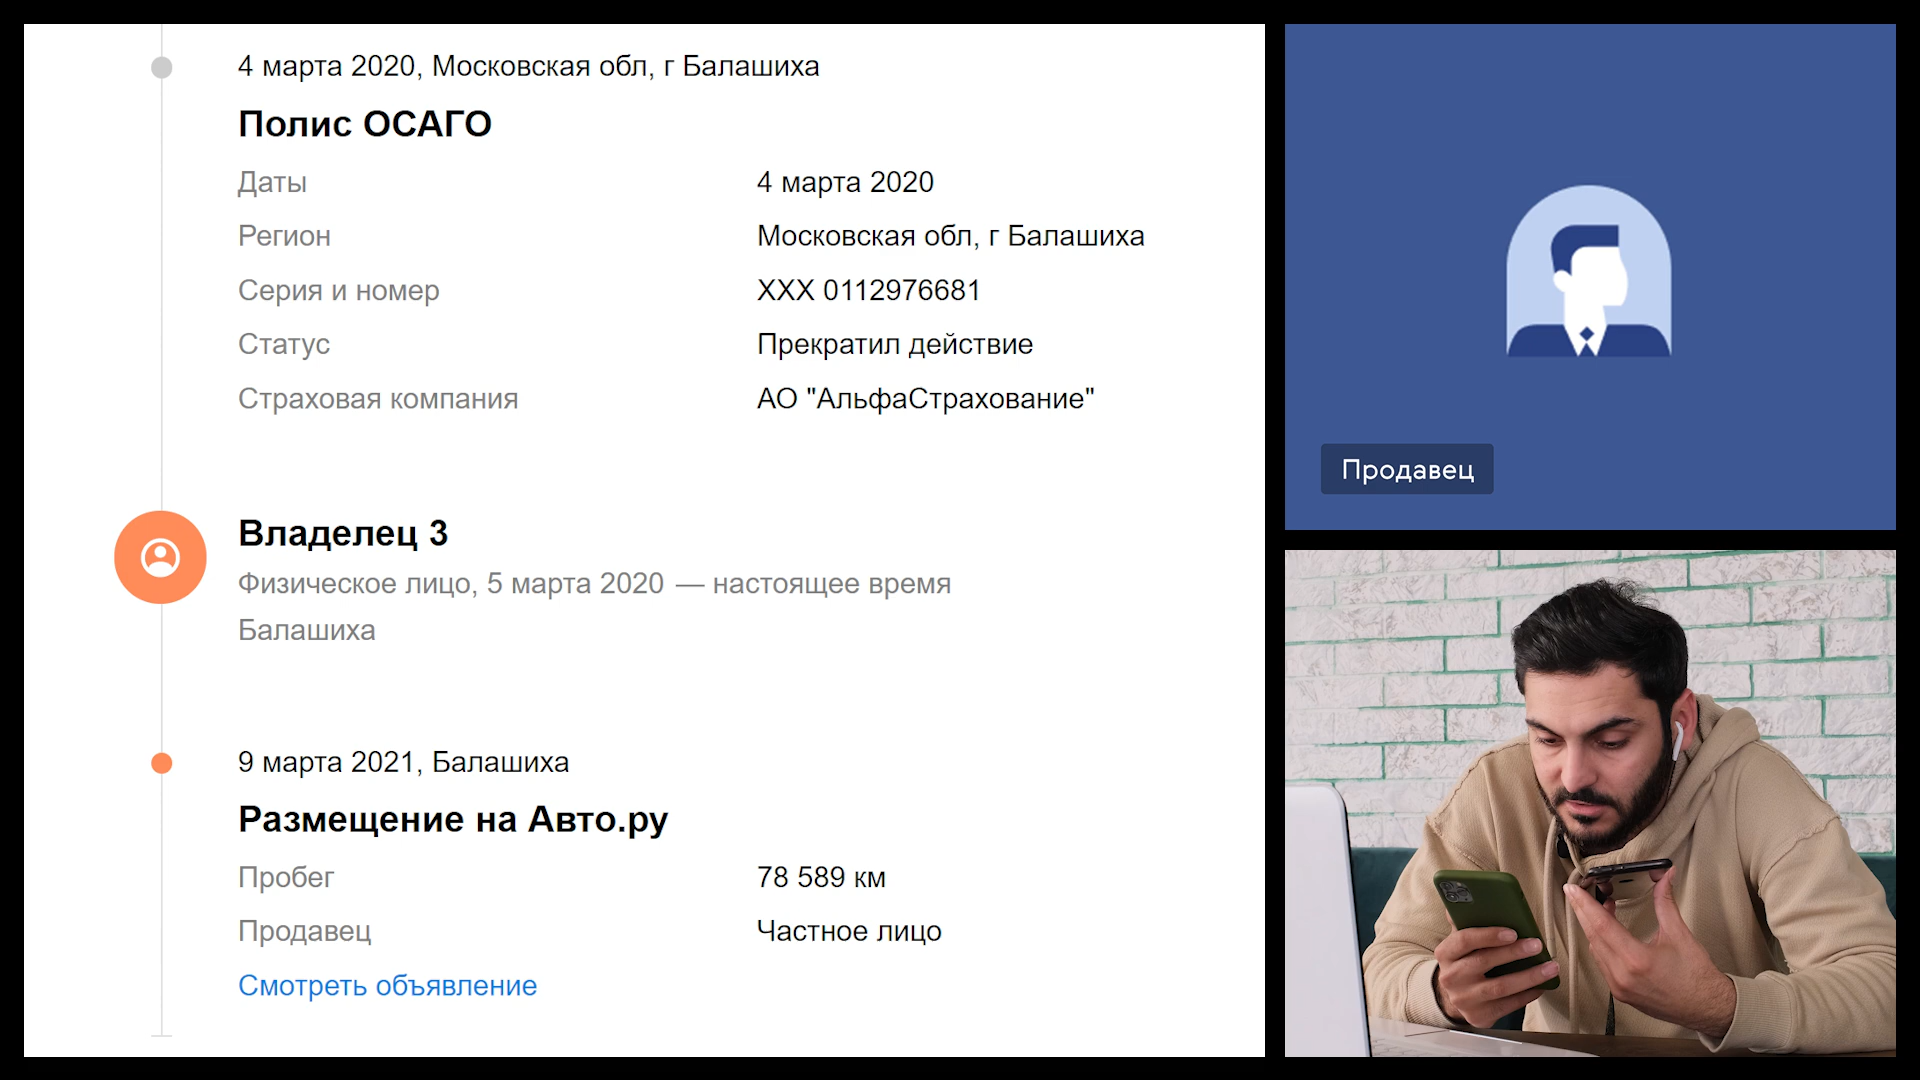 4 марта 2020, Московская обл, г Балашиха
Полис ОСАГО
Даты 4 марта 2020
Регион Московская обл, г Балашиха
Серия и номер ХХХ 0112976681
Статус Прекратил действие
Страховая компания АО "АльфаСтрахование"
Владелец 3
Физическое лицо, 5 марта 2020 — настоящее время
Балашиха
9 марта 2021, Балашиха
Размещение на Авто.ру
Пробег 78 589 км
Продавец Частное лицо
Смотреть объявление
Продавец